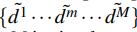 {d̃¹ ⋯ d̃ᵐ ⋯ d̃ᴹ}